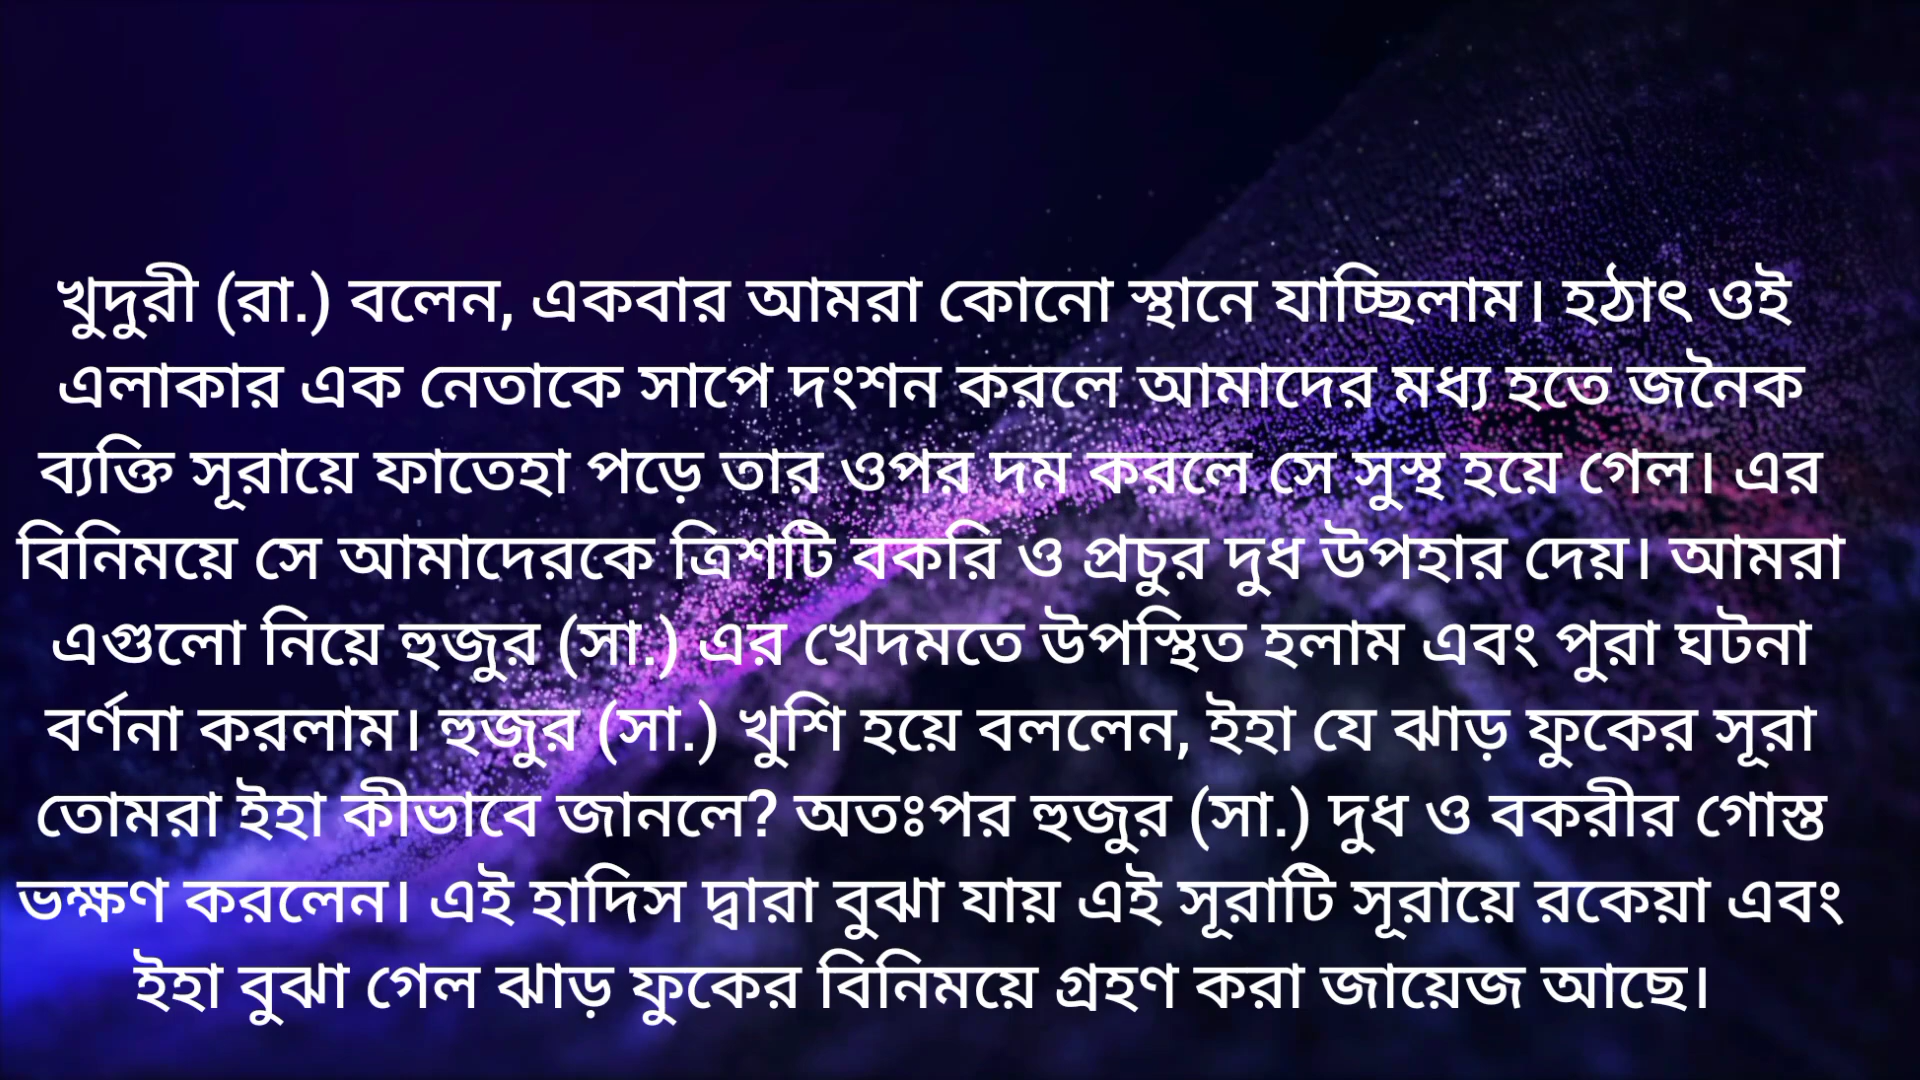 খুদুরী (রা.) বলেন, একবার আমরা কোনো স্থানে যাচ্ছিলাম। হঠাৎ ওই
এলাকার এক নেতাকে সাপে দংশন করলে আমাদের মধ্য হতে জনৈক
ব্যক্তি সূরায়ে ফাতেহা পড়ে তার ওপর দম করলে সে সুস্থ হয়ে গেল। এর
বিনিময়ে সে আমাদেরকে ত্রিশটি বকরি ও প্রচুর দুধ উপহার দেয়। আমরা
এগুলো নিয়ে হুজুর (সা.) এর খেদমতে উপস্থিত হলাম এবং পুরা ঘটনা
বর্ণনা করলাম। হুজুর (সা.) খুশি হয়ে বললেন, ইহা যে ঝাড় ফুকের সূরা
তোমরা ইহা কীভাবে জানলে? অতঃপর হুজুর (সা.) দুধ ও বকরীর গোস্ত
ভক্ষণ করলেন। এই হাদিস দ্বারা বুঝা যায় এই সূরাটি সূরায়ে রকেয়া এবং
ইহা বুঝা গেল ঝাড় ফুকের বিনিময়ে গ্রহণ করা জায়েজ আছে।